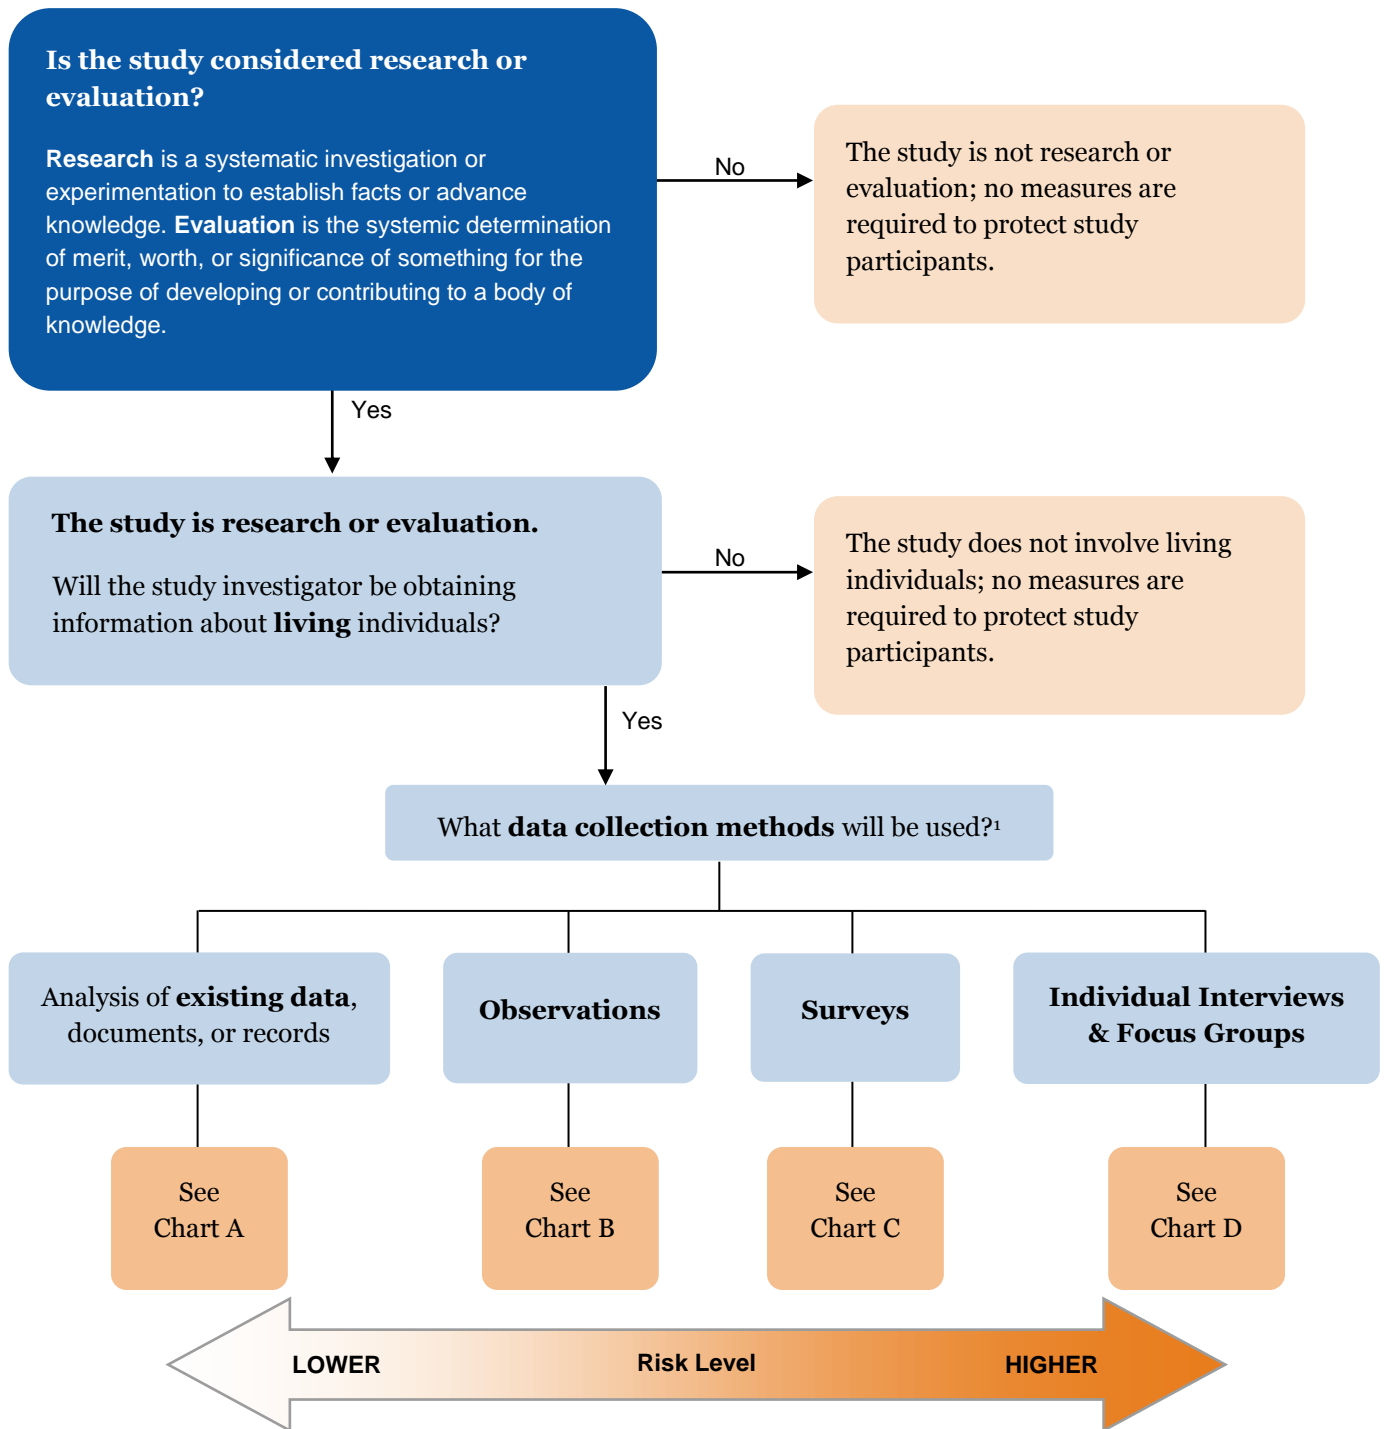 Is the study considered research or
evaluation?
Research is a systematic investigation or
experimentation to establish facts or advance
knowledge. Evaluation is the systemic determination
of merit, worth, or significance of something for the
purpose of developing or contributing to a body of
knowledge.
No
The study is not research or
evaluation; no measures are
required to protect study
participants.
Yes
The study is research or evaluation.
Will the study investigator be obtaining
information about living individuals?
No
The study does not involve living
individuals; no measures are
required to protect study
participants.
Yes
What data collection methods will be used?¹
Analysis of existing data,
documents, or records
Observations
Surveys
Individual Interviews
& Focus Groups
See
Chart A
See
Chart B
See
Chart C
See
Chart D
LOWER
Risk Level
HIGHER